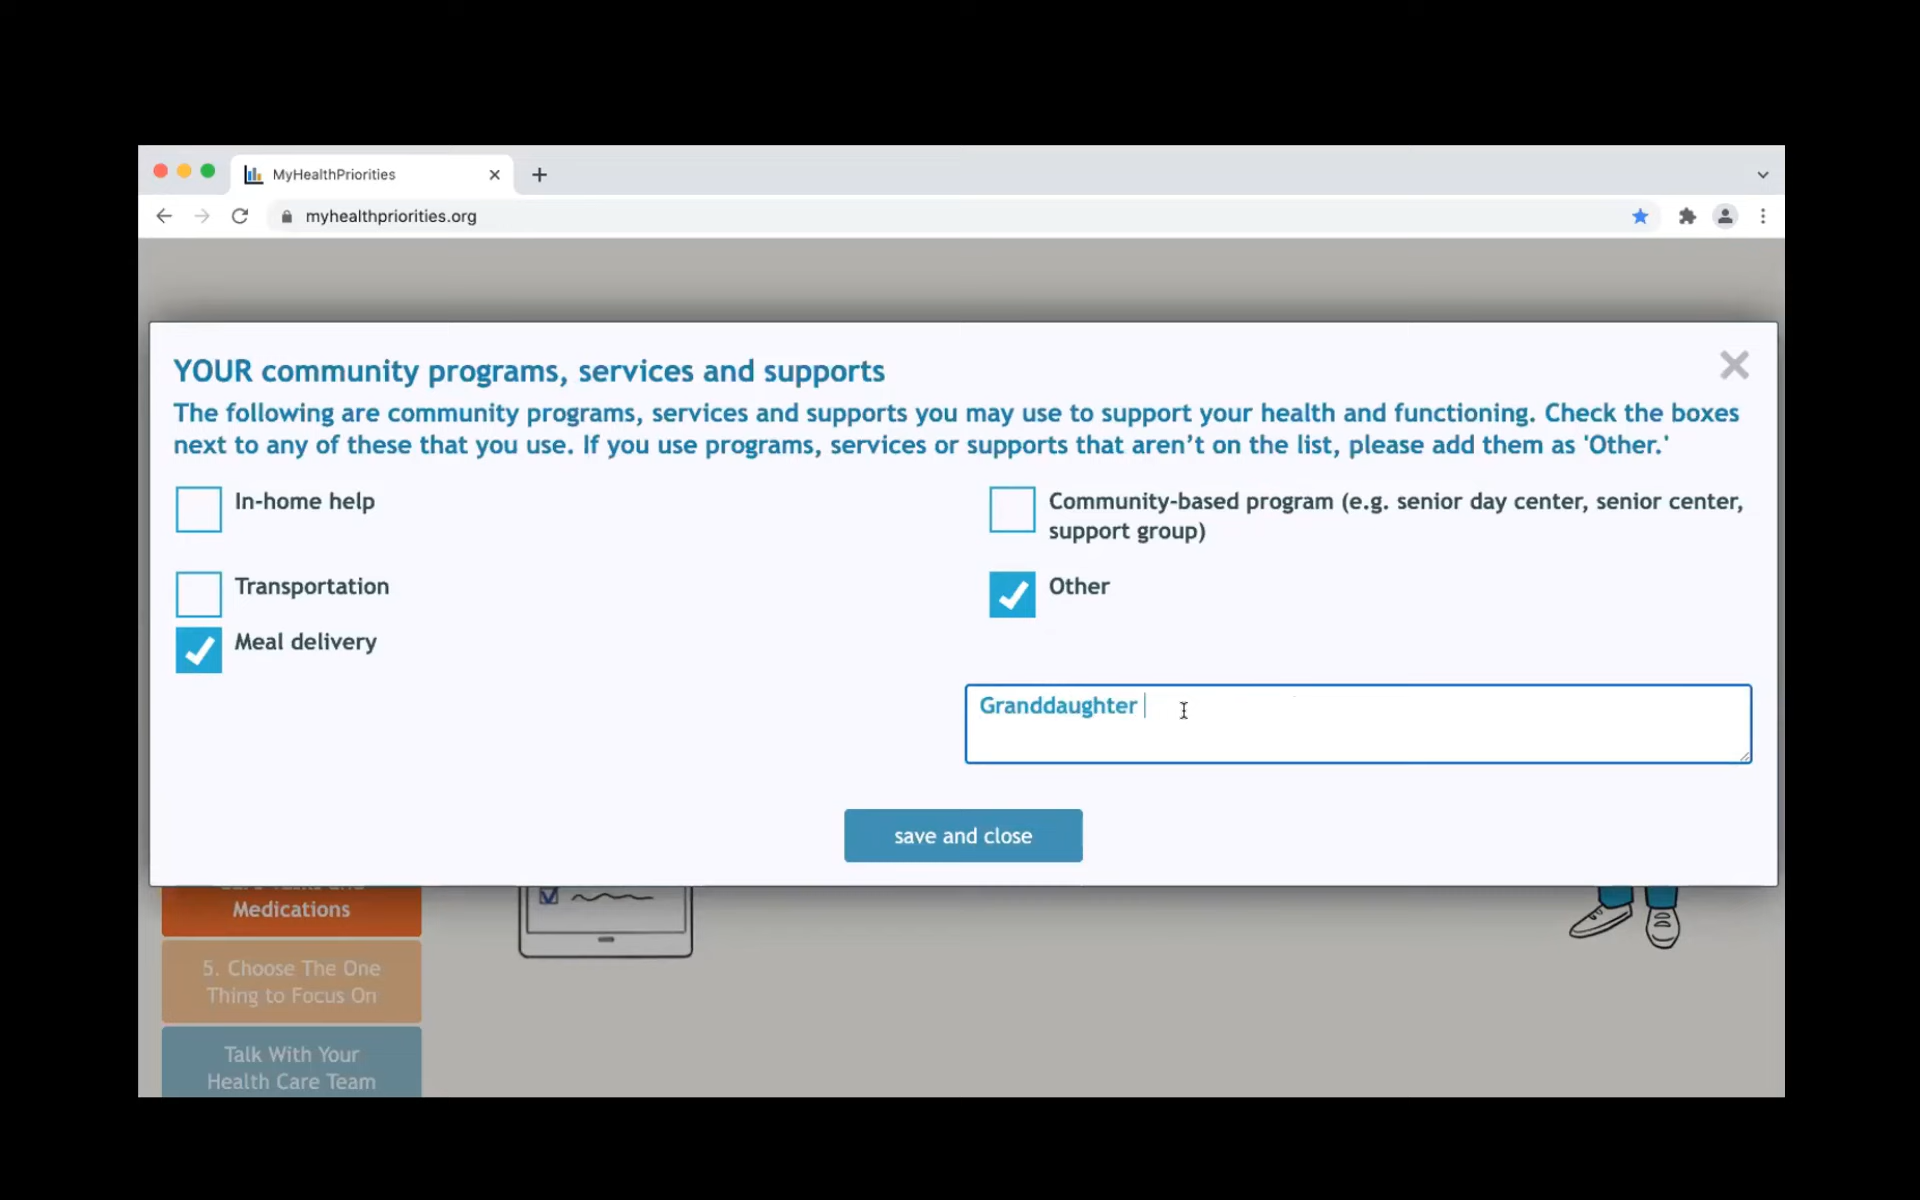 MyHealthPriorities
myhealthpriorities.org
YOUR community programs, services and supports
The following are community programs, services and supports you may use to support your health and functioning. Check the boxes
next to any of these that you use. If you use programs, services or supports that aren’t on the list, please add them as 'Other.'
In-home help
Community-based program (e.g. senior day center, senior center,
support group)
Transportation
Other
Meal delivery
Granddaughter
save and close
Medications
5. Choose The One
Thing to Focus On
Talk With Your
Health Care Team